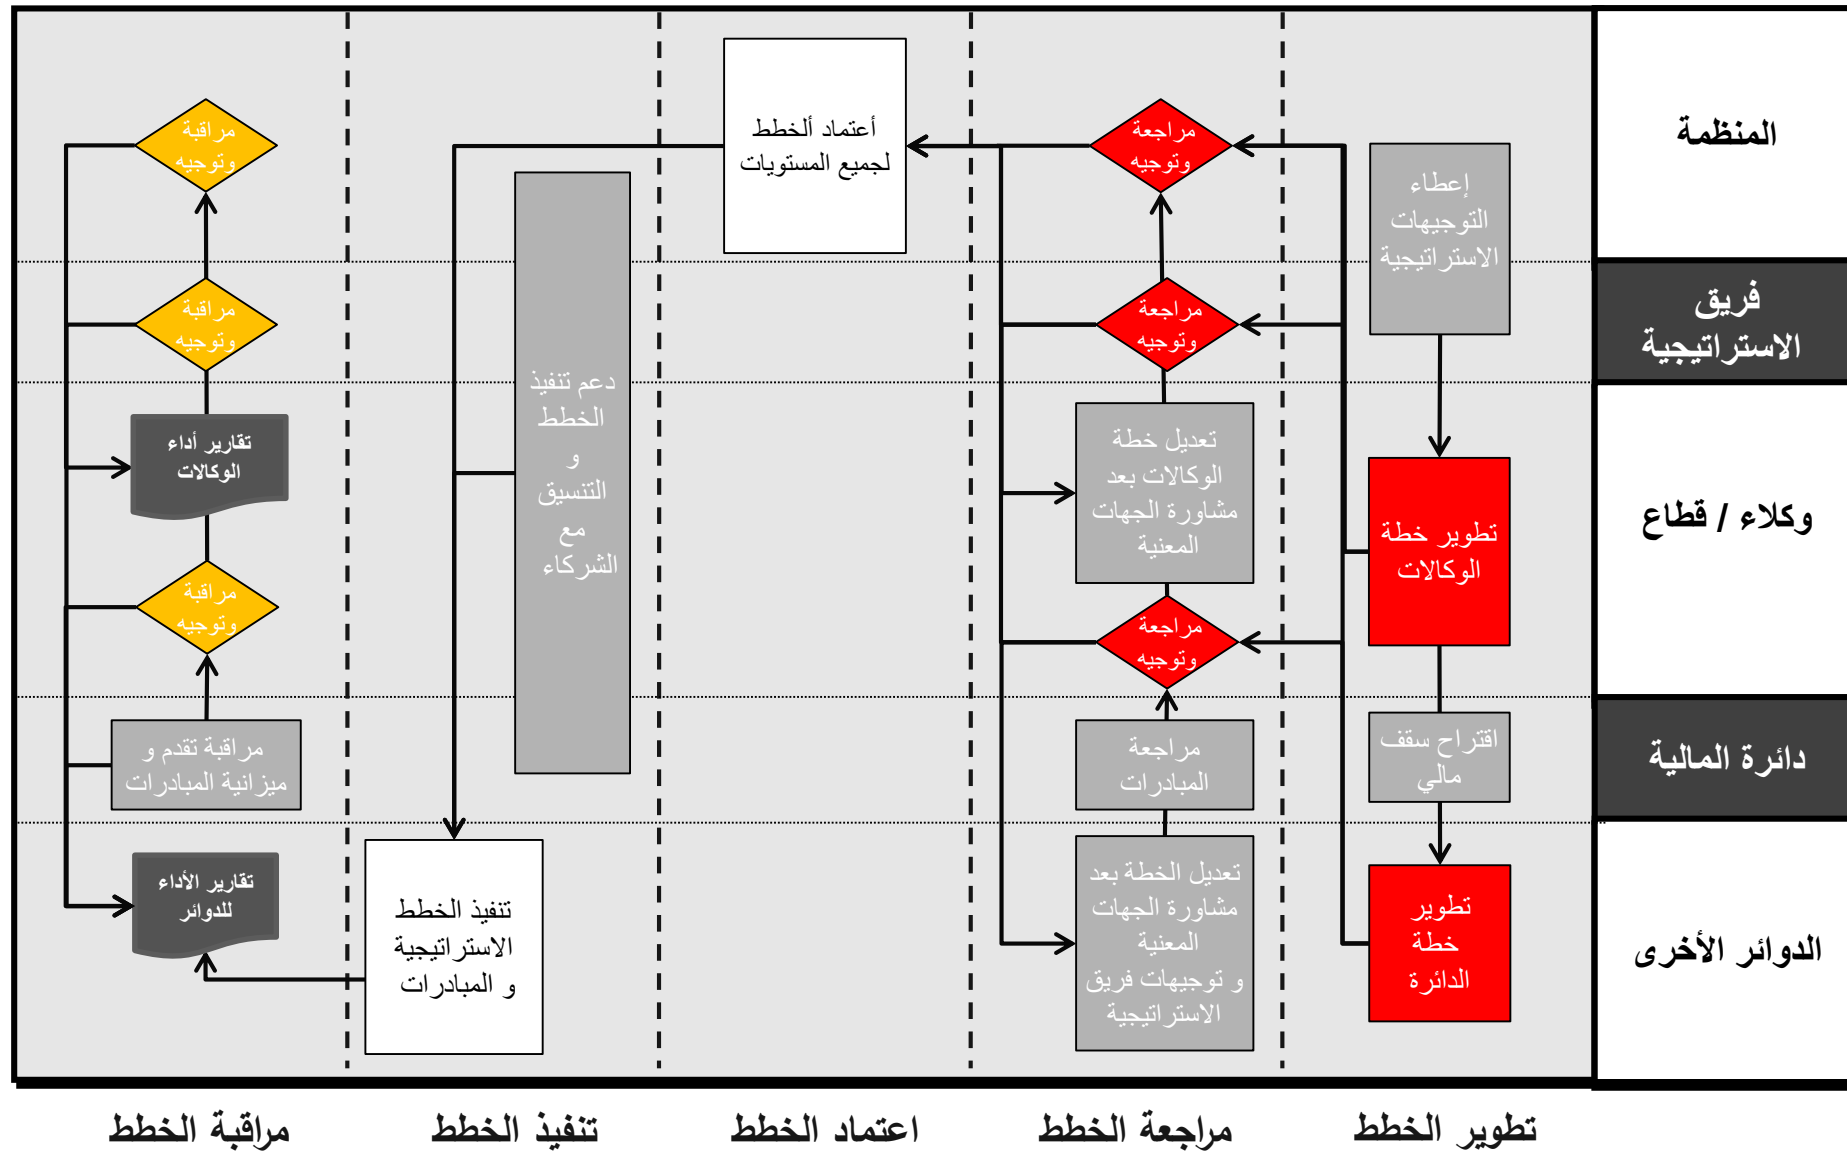 المنظمة
فريق
الاستراتيجية
وكلاء / قطاع
دائرة المالية
الدوائر الأخرى
إعطاء
التوجيهات
الاستراتيجية
تطوير خطة
الوكالات
اقتراح سقف
مالي
تطوير
خطة
الدائرة
مراجعة
وتوجيه
مراجعة
وتوجيه
تعديل خطة
الوكالات بعد
مشاورة الجهات
المعنية
مراجعة
وتوجيه
مراجعة
المبادرات
تعديل الخطة بعد
مشاورة الجهات
المعنية
و توجيهات فريق
الاستراتيجية
أعتماد ألخطط
لجميع المستويات
دعم تنفيذ
الخطط
و
التنسيق
مع
الشركاء
تنفيذ الخطط
الاستراتيجية
و المبادرات
مراقبة
وتوجيه
مراقبة
وتوجيه
تقارير أداء
الوكالات
مراقبة
وتوجيه
مراقبة تقدم و
ميزانية المبادرات
تقارير الأداء
للدوائر
تطوير الخطط
مراجعة الخطط
اعتماد الخطط
تنفيذ الخطط
مراقبة الخطط